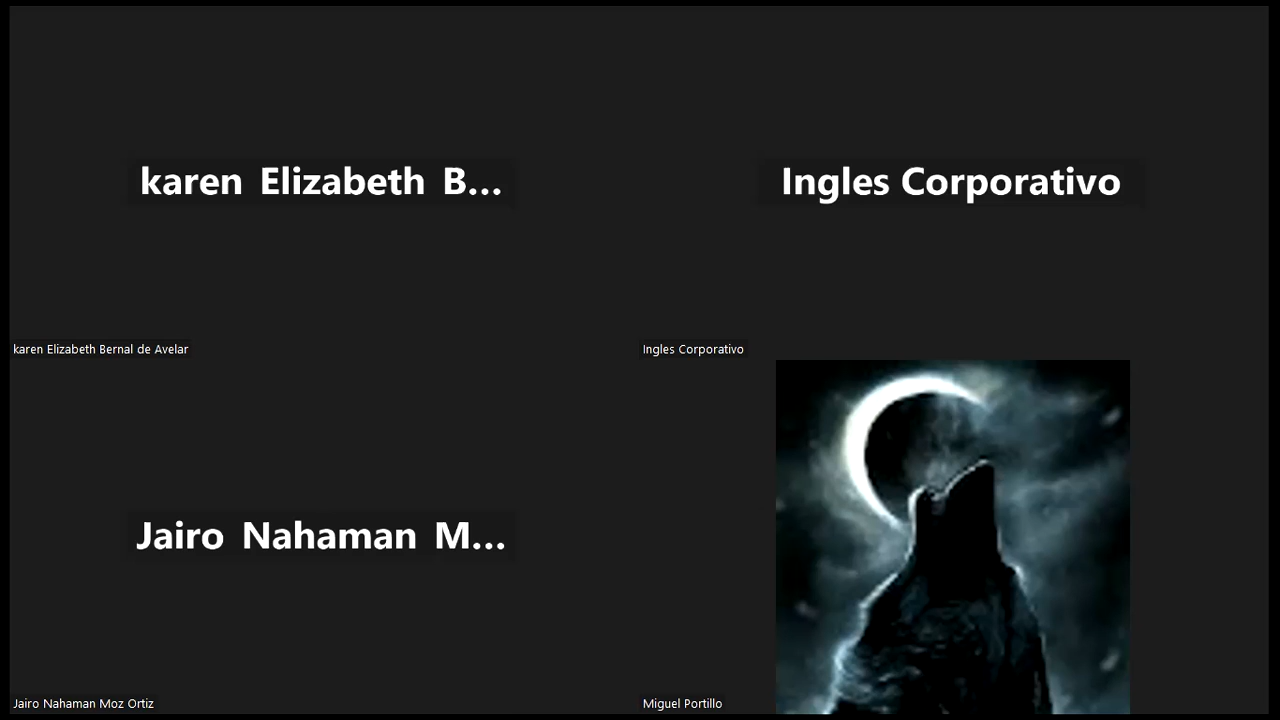 karen Elizabeth B...
Ingles Corporativo
karen Elizabeth Bernal de Avelar
Ingles Corporativo
Jairo Nahaman M...
Jairo Nahaman Moz Ortiz
Miguel Portillo